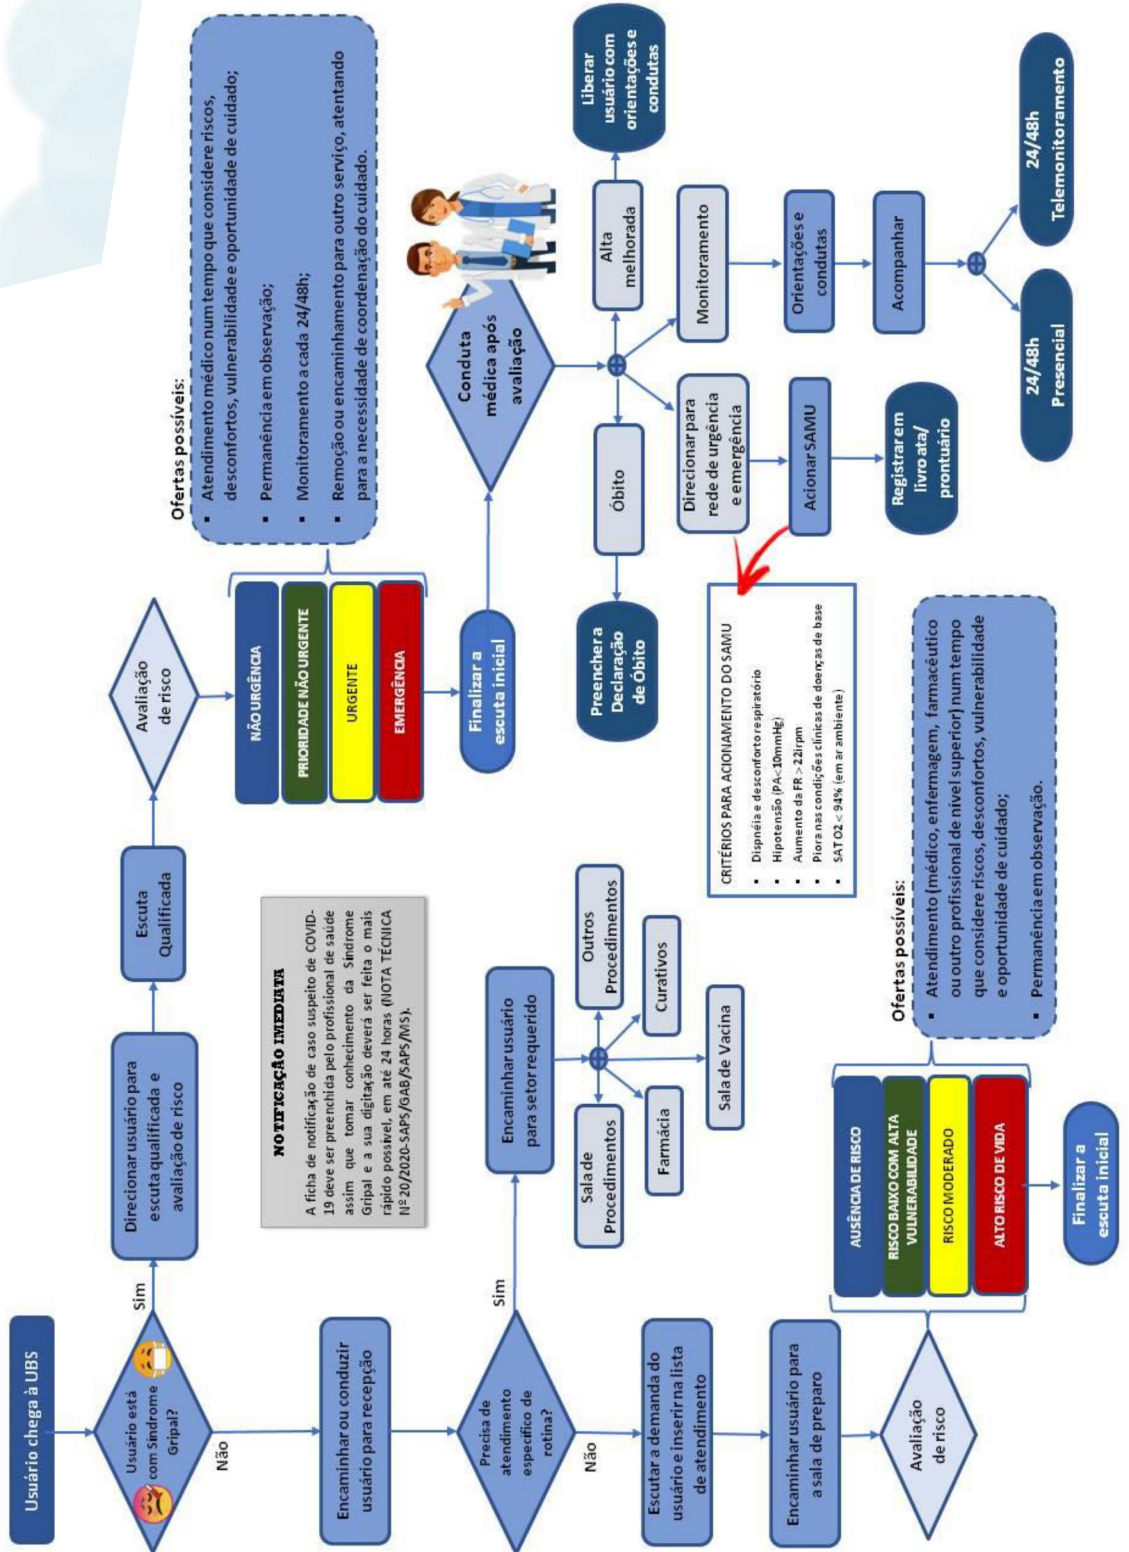 Usuário chega à UBS
Usuário está
com Síndrome
Gripal?
Sim
Não
Direcionar usuário para
escuta qualificada e
avaliação de risco
Escuta
Qualificada
Avaliação
de risco
NÃO URGÊNCIA
PRIORIDADE NÃO URGENTE
URGENTE
EMERGÊNCIA
Ofertas possíveis:
▪ Atendimento médico num tempo que considere riscos,
desconfortos, vulnerabilidade e oportunidade de cuidado;
▪ Permanência em observação;
▪ Monitoramento a cada 24/48h;
▪ Remoção ou encaminhamento para outro serviço, atentando
para a necessidade de coordenação do cuidado.
Finalizar a
escuta inicial
Conduta
médica após
avaliação
Óbito
Preencher a
Declaração
de Óbito
Direcionar para
rede de urgência
e emergência
Acionar SAMU
Registrar em
livro ata/
prontuário
Monitoramento
Orientações e
condutas
Acompanhar
24/48h
Presencial
24/48h
Telemonitoramento
Alta
melhorada
Liberar
usuário com
orientações e
condutas
CRITÉRIOS PARA ACIONAMENTO DO SAMU
▪ Dispnéia e desconforto respiratório
▪ Hipotensão (PA<10mmHg)
▪ Aumento da FR > 22irpm
▪ Piora nas condições clínicas de doenças de base
▪ SAT O2 < 94% (em ar ambiente)
NOTIFICAÇÃO IMEDIATA
A ficha de notificação de caso suspeito de COVID-
19 deve ser preenchida pelo profissional de saúde
assim que tomar conhecimento da Síndrome
Gripal e a sua digitação deverá ser feita o mais
rápido possível, em até 24 horas (NOTA TÉCNICA
Nº 20/2020-SAPS/GAB/SAPS/MS).
Encaminhar ou conduzir
usuário para recepção
Precisa de
atendimento
específico de
rotina?
Sim
Não
Encaminhar usuário
para setor requerido
Sala de
Procedimentos
Farmácia
Sala de Vacina
Curativos
Outros
Procedimentos
Escutar a demanda do
usuário e inserir na lista
de atendimento
Encaminhar usuário para
a sala de preparo
Avaliação
de risco
AUSÊNCIA DE RISCO
RISCO BAIXO COM ALTA
VULNERABILIDADE
RISCO MODERADO
ALTO RISCO DE VIDA
Ofertas possíveis:
▪ Atendimento (médico, enfermagem, farmacêutico
ou outro profissional de nível superior) num tempo
que considere riscos, desconfortos, vulnerabilidade
e oportunidade de cuidado;
▪ Permanência em observação.
Finalizar a
escuta inicial